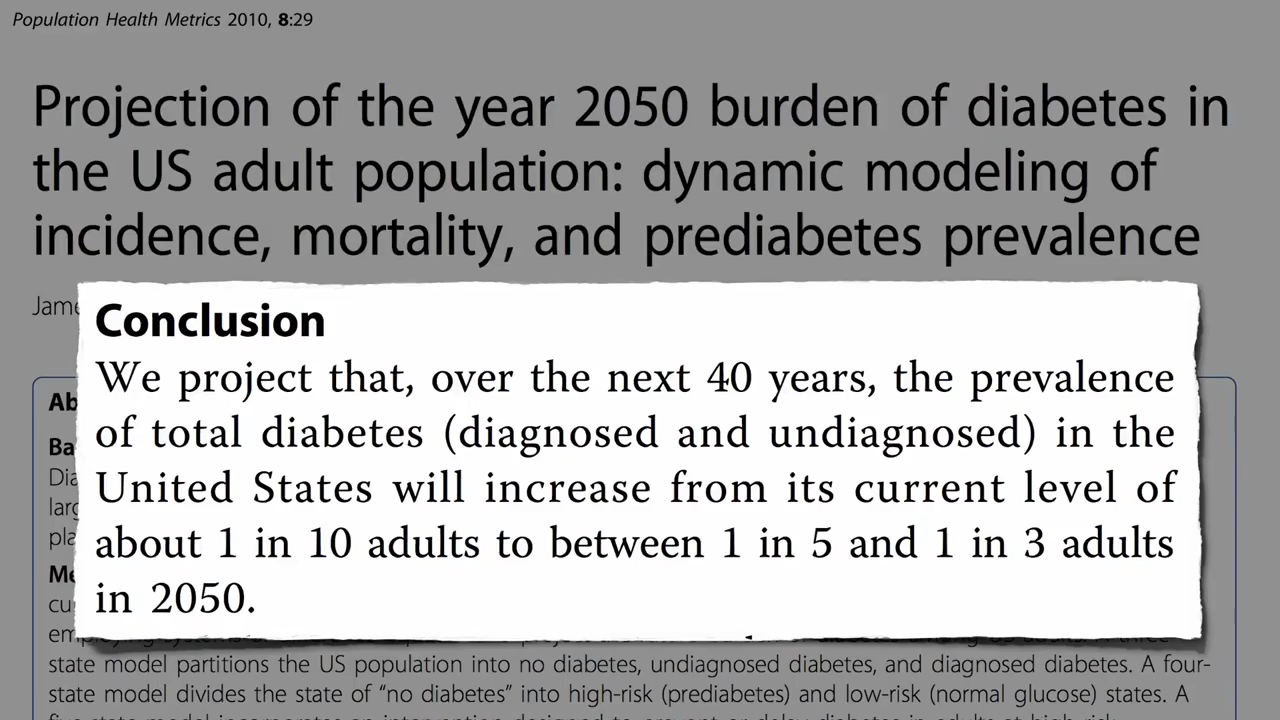 Population Health Metrics 2010, 8:29
Projection of the year 2050 burden of diabetes in
the US adult population: dynamic modeling of
incidence, mortality, and prediabetes prevalence
Conclusion
We project that, over the next 40 years, the prevalence
of total diabetes (diagnosed and undiagnosed) in the
United States will increase from its current level of
about 1 in 10 adults to between 1 in 5 and 1 in 3 adults
in 2050.
state model partitions the US population into no diabetes, undiagnosed diabetes, and diagnosed diabetes. A four-
state model divides the state of “no diabetes” into high-risk (prediabetes) and low-risk (normal glucose) states. A